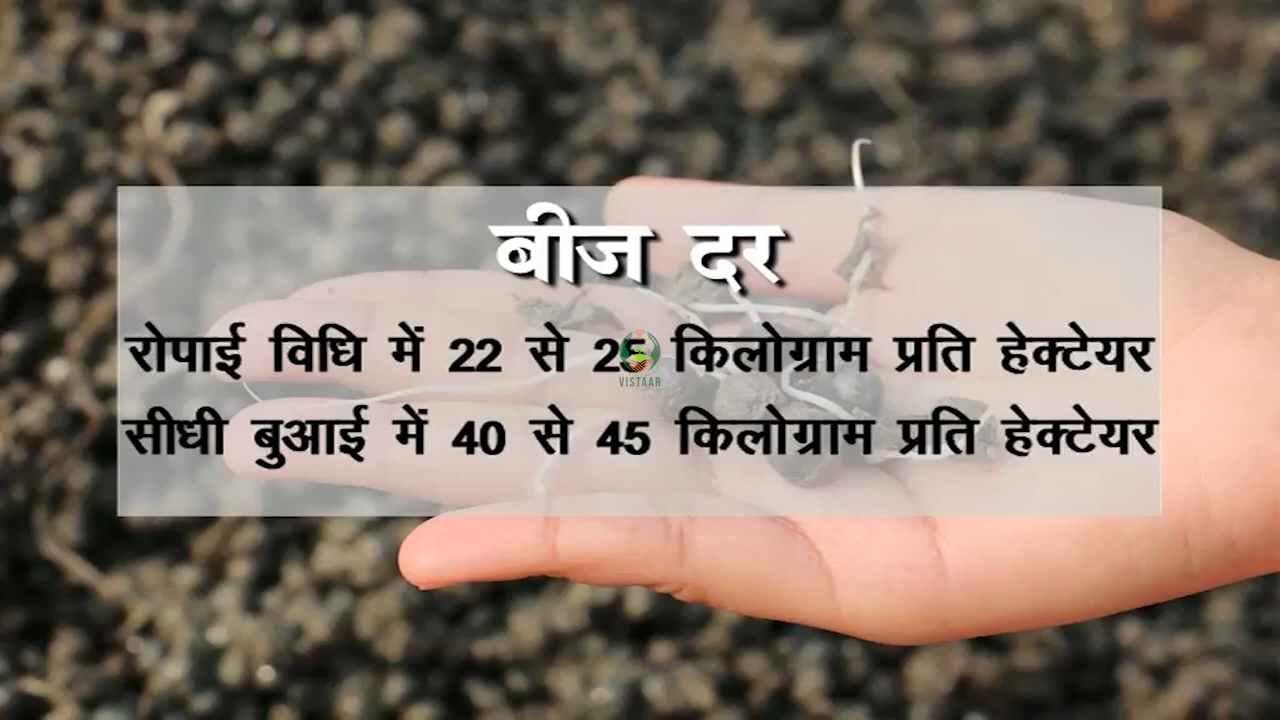 बीज दर
रोपाई विधि में 22 से 25 किलोग्राम प्रति हेक्टेयर
VISTAAR
सीधी बुआई में 40 से 45 किलोग्राम प्रति हेक्टेयर